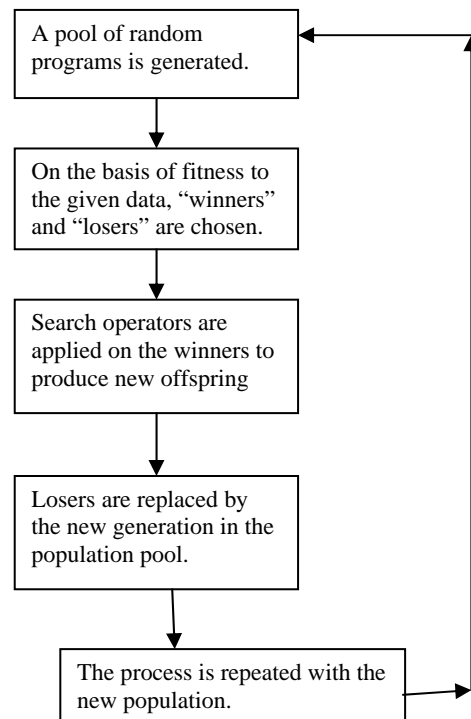 A pool of random
programs is generated.
On the basis of fitness to
the given data, “winners”
and “losers” are chosen.
Search operators are
applied on the winners to
produce new offspring
Losers are replaced by
the new generation in the
population pool.
The process is repeated with the
new population.